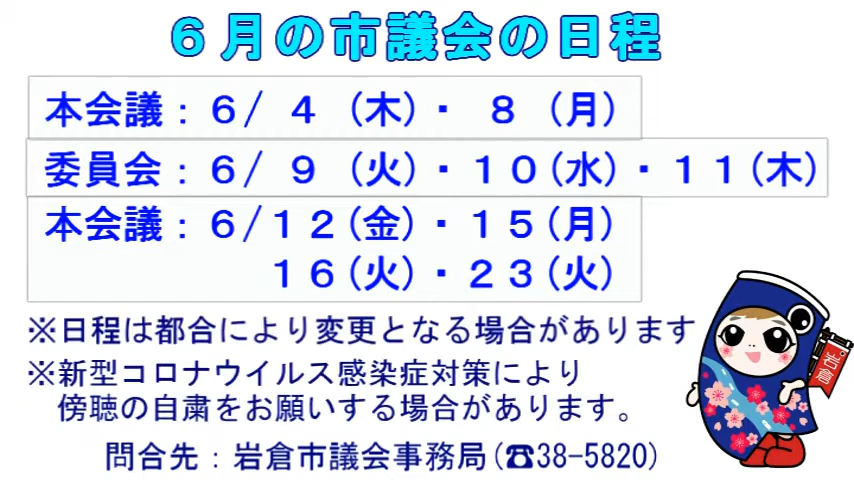 ６月の市議会の日程
本会議：６／ ４（木）・ ８（月）
委員会：６／ ９（火）・１０（水）・１１（木）
本会議：６／１２（金）・１５（月）
１６（火）・２３（火）
※日程は都合により変更となる場合があります
※新型コロナウイルス感染症対策により
傍聴の自粛をお願いする場合があります。
問合先：岩倉市議会事務局(☎38-5820)
岩倉